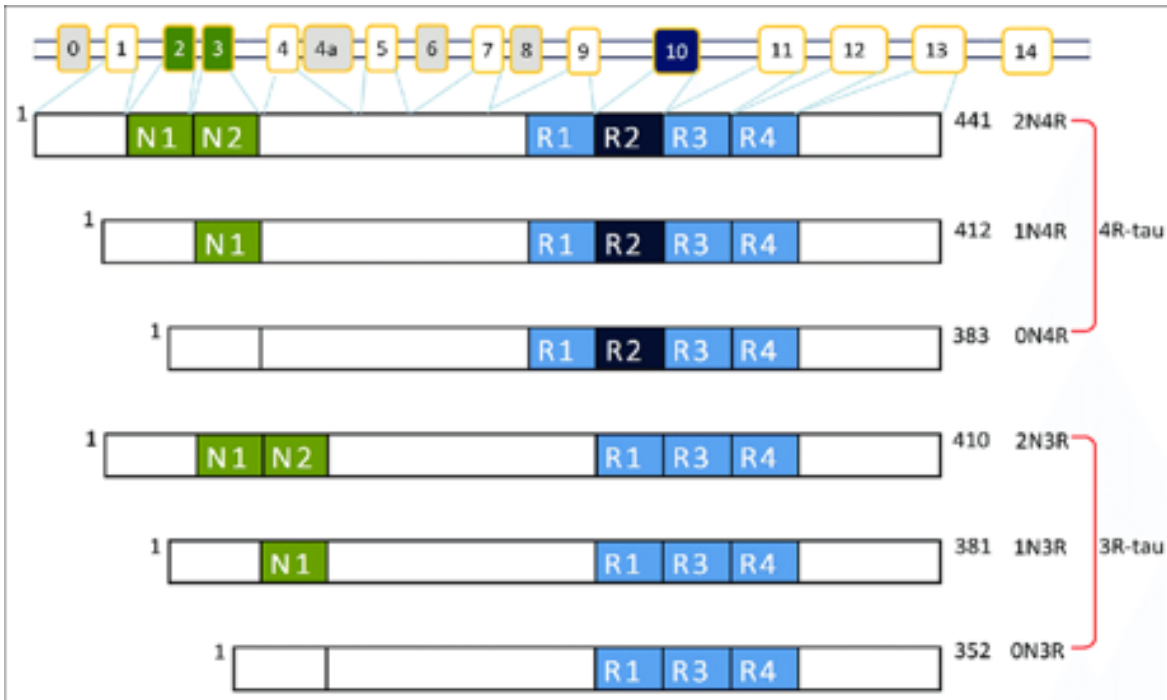 0 1 2 3 4 4a 5 6 7 8 9 10 11 12 13 14
1 N1 N2 R1 R2 R3 R4 441 2N4R
1 N1 R1 R2 R3 R4 412 1N4R 4R-tau
1 R1 R2 R3 R4 383 0N4R
1 N1 N2 R1 R3 R4 410 2N3R
1 N1 R1 R3 R4 381 1N3R 3R-tau
1 R1 R3 R4 352 0N3R